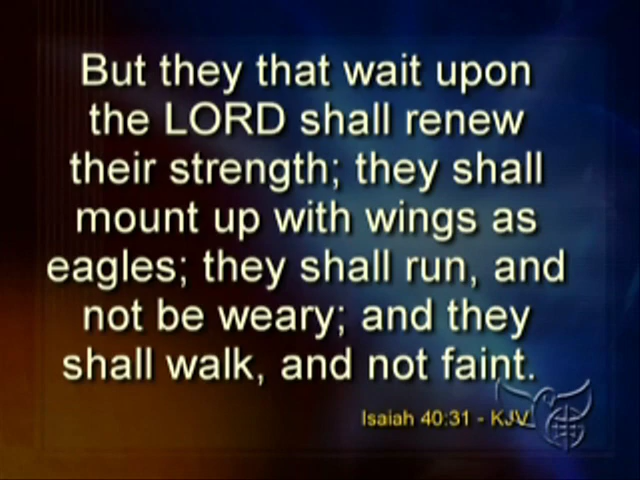 But they that wait upon
the LORD shall renew
their strength; they shall
mount up with wings as
eagles; they shall run, and
not be weary; and they
shall walk, and not faint.
Isaiah 40:31 - KJV